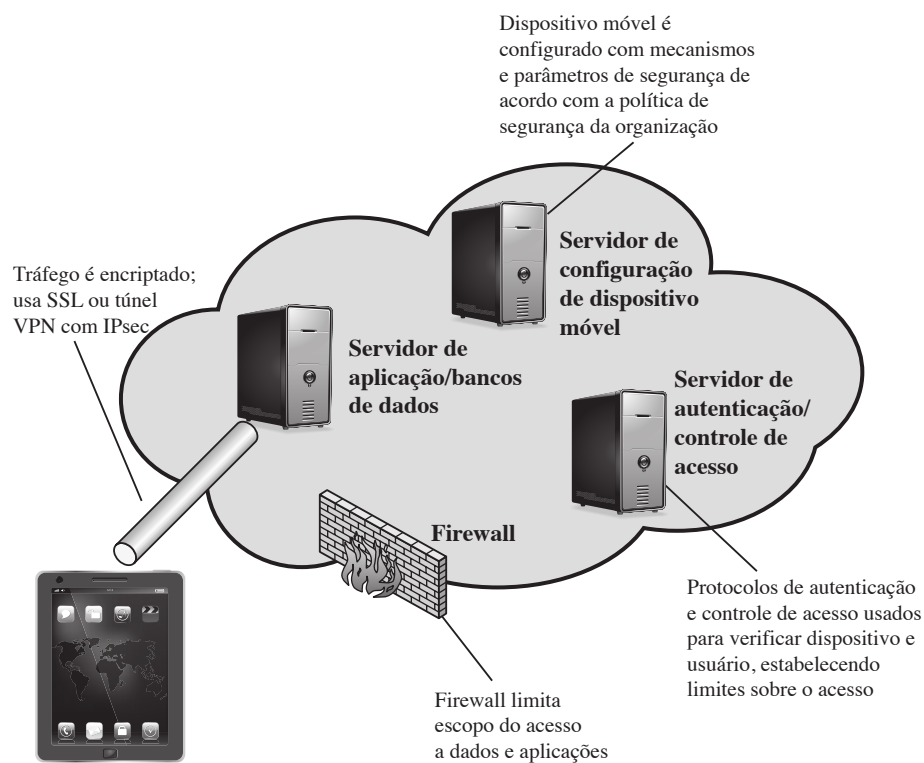 Dispositivo móvel é
configurado com mecanismos
e parâmetros de segurança de
acordo com a política de
segurança da organização
Servidor de
configuração
de dispositivo
móvel
Tráfego é encriptado;
usa SSL ou túnel
VPN com IPsec
Servidor de
aplicação/bancos
de dados
Servidor de
autenticação/
controle de
acesso
Firewall
Protocolos de autenticação
e controle de acesso usados
para verificar dispositivo e
usuário, estabelecendo
limites sobre o acesso
Firewall limita
escopo do acesso
a dados e aplicações